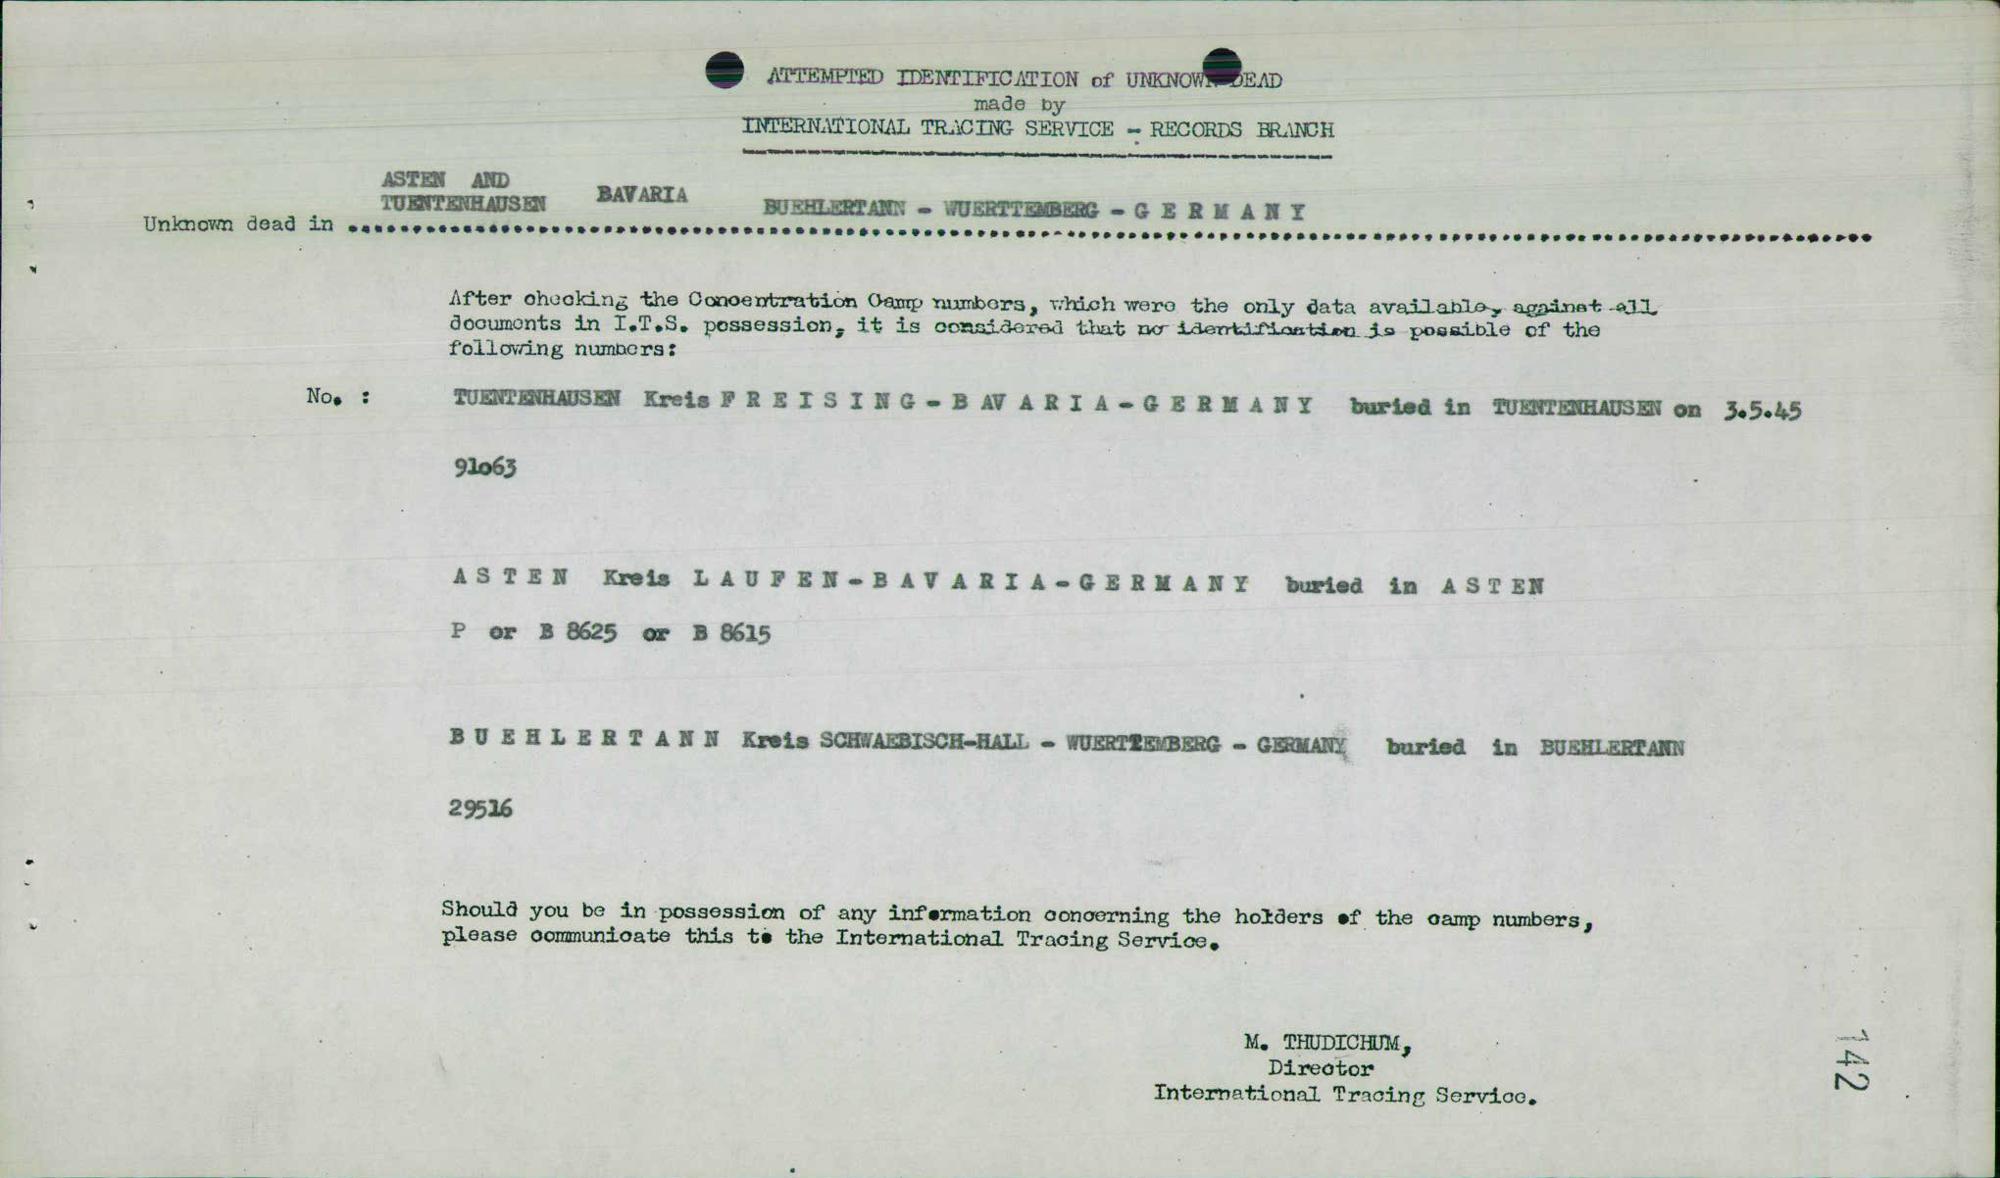 ATTEMPTED IDENTIFICATION of UNKNOWN DEAD
made by
INTERNATIONAL TRACING SERVICE - RECORDS BRANCH
ASTEN AND
TUENTENHAUSEN BAVARIA BUEHLERTANN - WUERTTEMBERG - G E R M A N Y
Unknown dead in
After checking the Concentration Camp numbers, which were the only data available, against all
documents in I.T.S. possession, it is considered that no identification is possible of the
following numbers:
No. : TUENTENHAUSEN Kreis F R E I S I N G - B A V A R I A - G E R M A N Y buried in TUENTENHAUSEN on 3.5.45
91o63
A S T E N Kreis L A U F E N - B A V A R I A - G E R M A N Y buried in A S T E N
P or B 8625 or B 8615
B U E H L E R T A N N Kreis SCHWAEBISCH-HALL - WUERTTEMBERG - GERMANY buried in BUEHLERTANN
29516
Should you be in possession of any information concerning the holders of the camp numbers,
please communicate this to the International Tracing Service.
M. THUDICHUM,
Director
International Tracing Service.
142